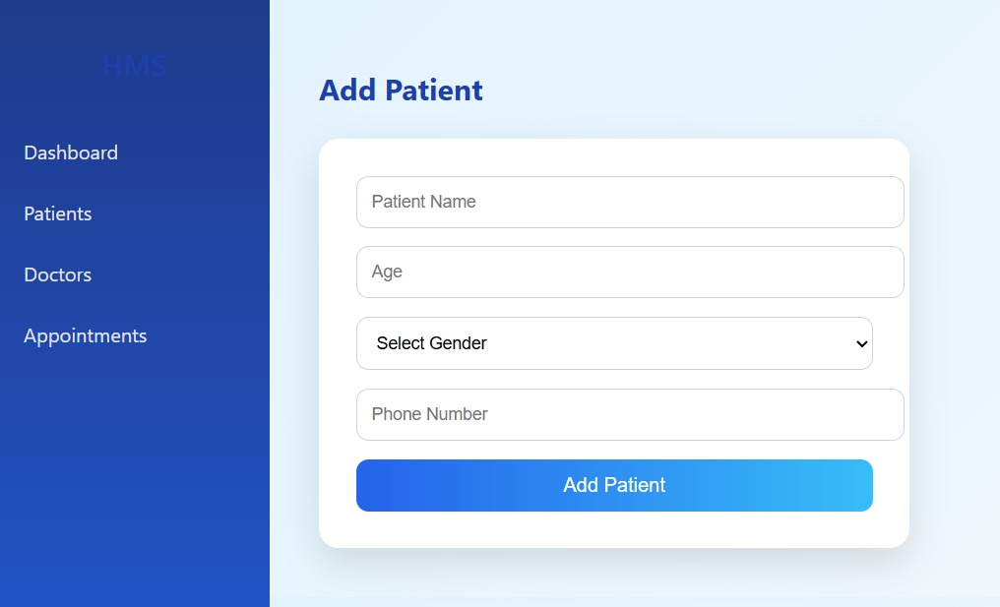 HMS
Dashboard
Patients
Doctors
Appointments
Add Patient
Patient Name
Age
Select Gender
Phone Number
Add Patient